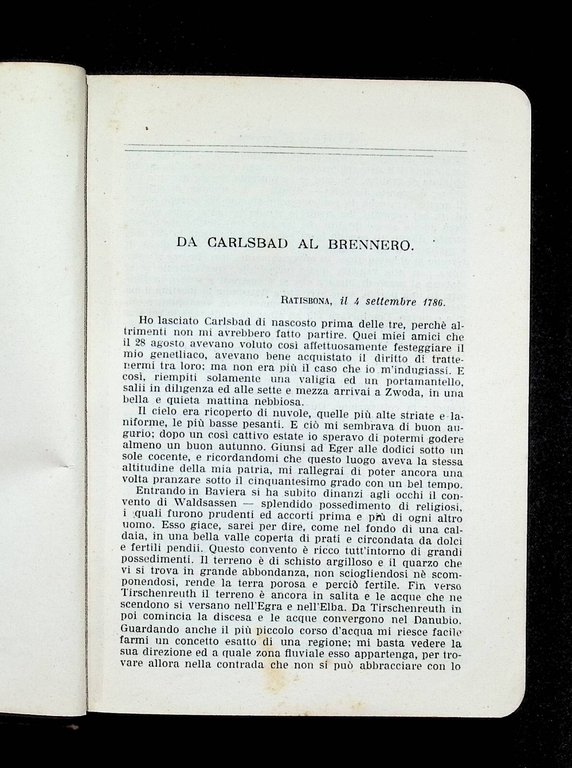 DA CARLSBAD AL BRENNERO.
RATISBONA, il 4 settembre 1786.
Ho lasciato Carlsbad di nascosto prima delle tre, perchè al-
trimenti non mi avrebbero fatto partire. Quei miei amici che
il 28 agosto avevano voluto così affettuosamente festeggiare il
mio genetliaco, avevano bene acquistato il diritto di tratte-
nermi tra loro; ma non era più il caso che io m'indugiassi. E
così, riempiti solamente una valigia ed un portamantello,
salii in diligenza ed alle sette e mezza arrivai a Zwoda, in una
bella e quieta mattina nebbiosa.
Il cielo era ricoperto di nuvole, quelle più alte striate e la-
niforme, le più basse pesanti. E ciò mi sembrava di buon au-
gurio; dopo un così cattivo estate io speravo di potermi godere
almeno un buon autunno. Giunsi ad Eger alle dodici sotto un
sole cocente, e ricordandomi che questo luogo aveva la stessa
altitudine della mia patria, mi rallegrai di poter ancora una
volta pranzare sotto il cinquantesimo grado con un bel tempo.
Entrando in Baviera si ha subito dinanzi agli occhi il con-
vento di Waldsassen — splendido possedimento di religiosi,
i quali furono prudenti ed accorti prima e più di ogni altro
uomo. Esso giace, sarei per dire, come nel fondo di una cal-
daia, in una bella valle coperta di prati e circondata da dolci
e fertili pendii. Questo convento è ricco tutt'intorno di grandi
possedimenti. Il terreno è di schisto argilloso e il quarzo che
vi si trova in grande abbondanza, non sciogliendosi nè scom-
ponendosi, rende la terra porosa e perciò fertile. Fin verso
Tirschenreuth il terreno è ancora in salita e le acque che ne
scendono si versano nell'Egra e nell'Elba. Da Tirschenreuth in
poi comincia la discesa e le acque convergono nel Danubio.
Guardando anche il più piccolo corso d'acqua mi riesce facile
farmi un concetto esatto di una regione; mi basta vedere la
sua direzione ed a quale zona fluviale esso appartenga, per tro-
vare allora nella contrada che non si può abbracciare con lo